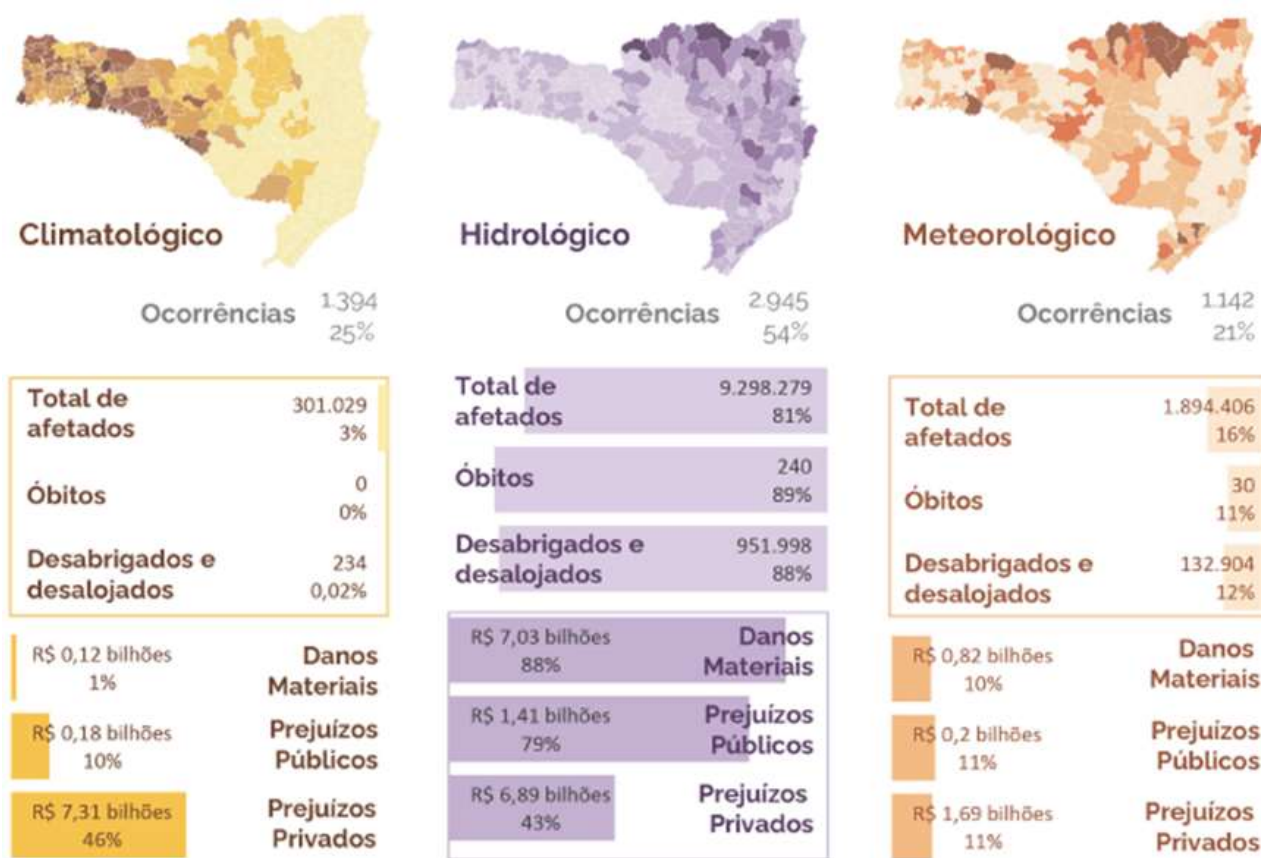 Climatológico
Ocorrências 1.394
25%
Total de afetados 301.029
3%
Óbitos 0
0%
Desabrigados e desalojados 234
0,02%
R$ 0,12 bilhões Danos Materiais
1%
R$ 0,18 bilhões Prejuízos Públicos
10%
R$ 7,31 bilhões Prejuízos Privados
46%
Hidrológico
Ocorrências 2.945
54%
Total de afetados 9.298.279
81%
Óbitos 240
89%
Desabrigados e desalojados 951.998
88%
R$ 7,03 bilhões Danos Materiais
88%
R$ 1,41 bilhões Prejuízos Públicos
79%
R$ 6,89 bilhões Prejuízos Privados
43%
Meteorológico
Ocorrências 1.142
21%
Total de afetados 1.894.406
16%
Óbitos 30
11%
Desabrigados e desalojados 132.904
12%
R$ 0,82 bilhões Danos Materiais
10%
R$ 0,2 bilhões Prejuízos Públicos
11%
R$ 1,69 bilhões Prejuízos Privados
11%